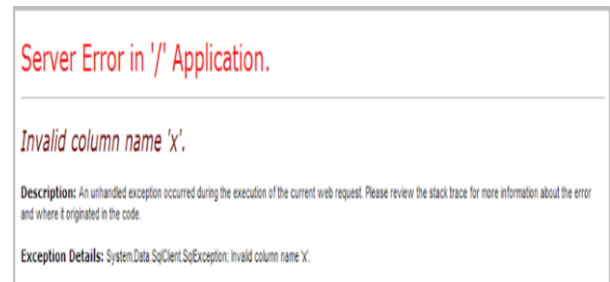 Server Error in '/' Application.
Invalid column name 'x'.
Description: An unhandled exception occurred during the execution of the current web request. Please review the stack trace for more information about the error
and where it originated in the code.
Exception Details: System.Data.SqlClient.SqlException: Invalid column name 'x'.